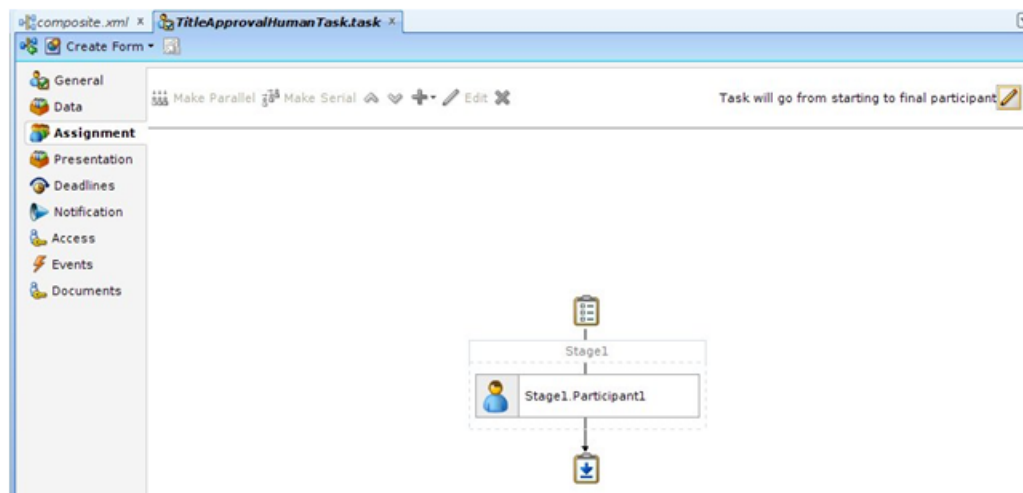 composite.xml TitleApprovalHumanTask.task
Create Form
General
Data
Assignment
Presentation
Deadlines
Notification
Access
Events
Documents
Make Parallel Make Serial Edit Task will go from starting to final participant
Stage1
Stage1.Participant1